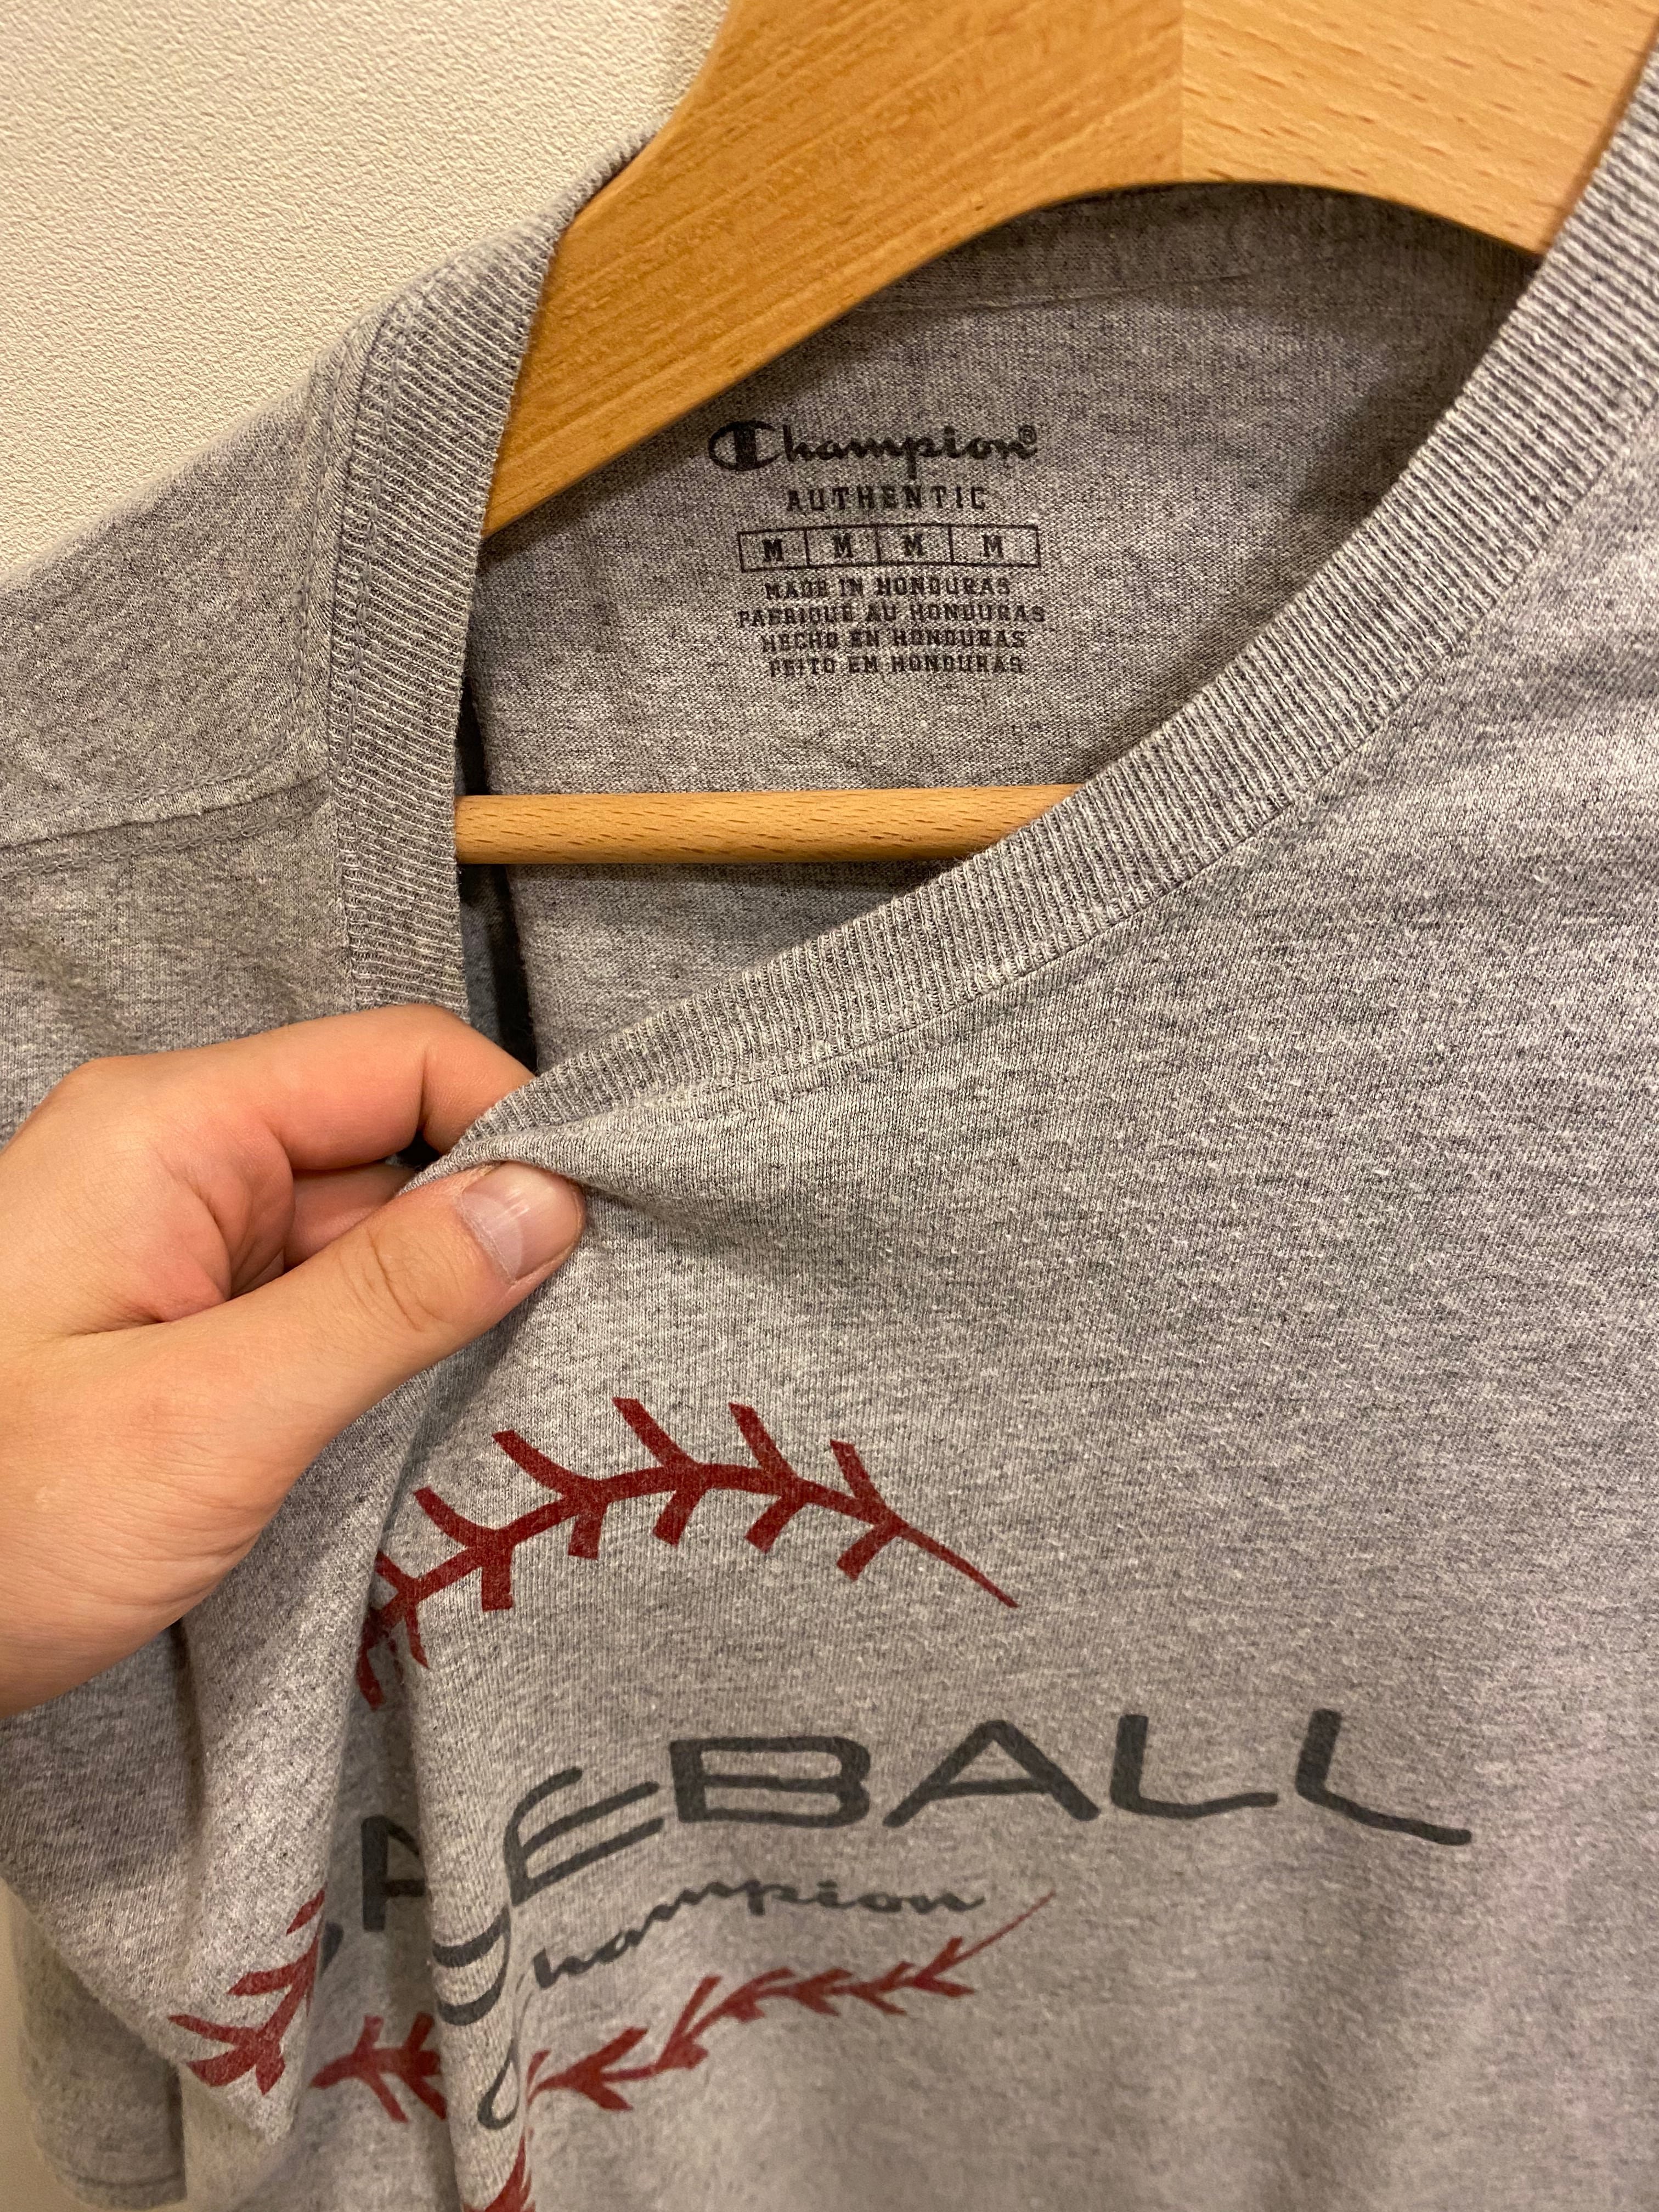 Champion®
AUTHENTIC
M M M M
MADE IN HONDURAS
FABRIQUE AU HONDURAS
HECHO EN HONDURAS
FEITO EM HONDURAS
EBALL
Champion